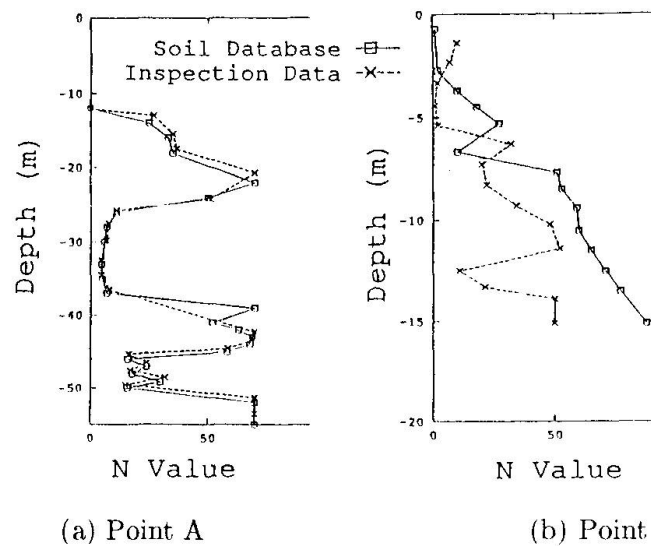 -0
-10
-20
-30
-40
-50
Depth (m)
0
50
N Value
Soil Database
Inspection Data
0
-5
-10
-15
-20
Depth (m)
0
50
N Value
(a) Point A
(b) Point